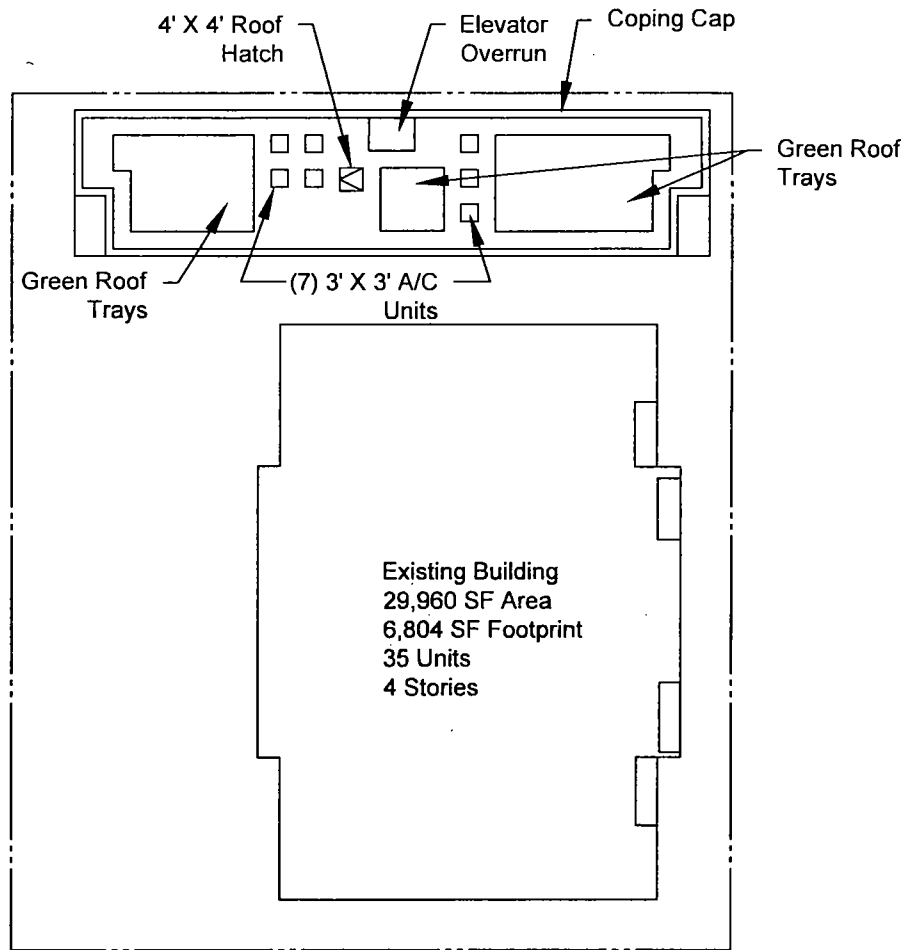 4' X 4' Roof
Hatch
Elevator
Overrun
Coping Cap
Green Roof
Trays
Green Roof
Trays
(7) 3' X 3' A/C
Units
Existing Building
29,960 SF Area
6,804 SF Footprint
35 Units
4 Stories